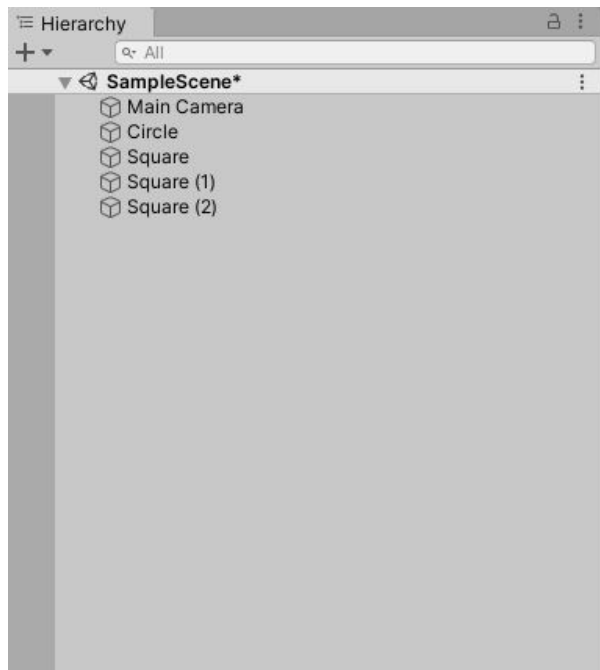 Hierarchy
All
SampleScene*
Main Camera
Circle
Square
Square (1)
Square (2)